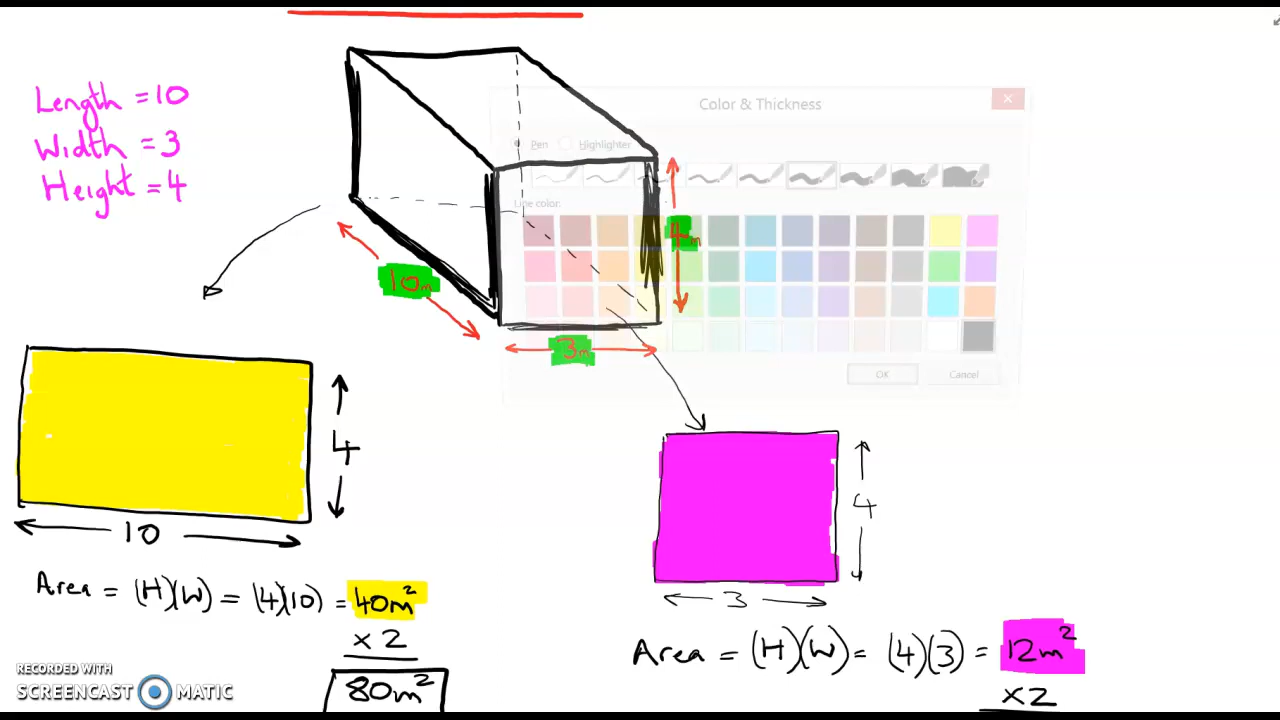 Length = 10
Width = 3
Height = 4
Color & Thickness
Pen Highlighter
Line color:
4m
10m
3m
OK Cancel
4
10
4
3
Area = (H)(W) = (4)(10) = 40m²
x 2
80m²
Area = (H)(W) = (4)(3) = 12m²
x2
RECORDED WITH
SCREENCAST MATIC